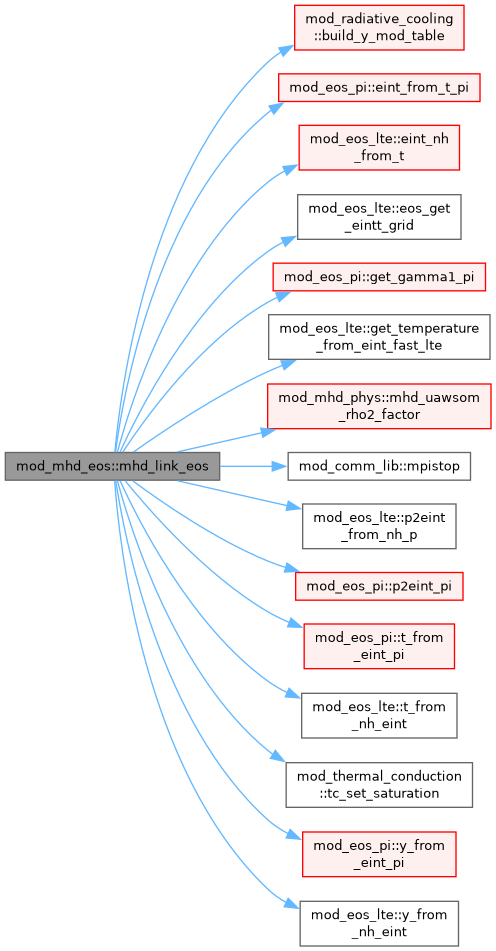 mod_radiative_cooling
::build_y_mod_table
mod_eos_pi::eint_from_t_pi
mod_eos_lte::eint_nh
_from_t
mod_eos_lte::eos_get
_eintt_grid
mod_eos_pi::get_gamma1_pi
mod_eos_lte::get_temperature
_from_eint_fast_lte
mod_mhd_phys::mhd_uawsom
_rho2_factor
mod_mhd_eos::mhd_link_eos
mod_comm_lib::mpistop
mod_eos_lte::p2eint
_from_nh_p
mod_eos_pi::p2eint_pi
mod_eos_pi::t_from
_eint_pi
mod_eos_lte::t_from
_nh_eint
mod_thermal_conduction
::tc_set_saturation
mod_eos_pi::y_from
_eint_pi
mod_eos_lte::y_from
_nh_eint